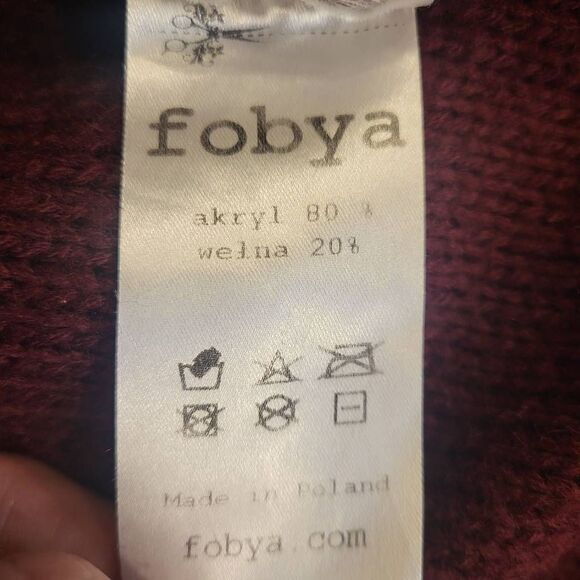 fobya
akryl 80 %
wełna 20%
Made in Poland
fobya.com